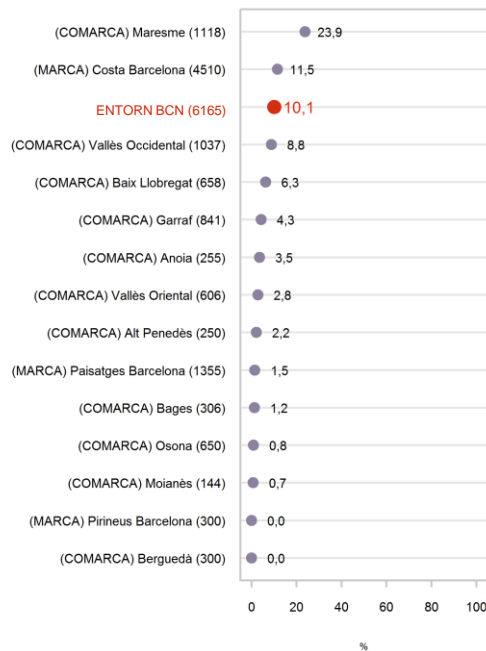 (COMARCA) Maresme (1118) 23,9
(MARCA) Costa Barcelona (4510) 11,5
ENTORN BCN (6165) 10,1
(COMARCA) Vallès Occidental (1037) 8,8
(COMARCA) Baix Llobregat (658) 6,3
(COMARCA) Garraf (841) 4,3
(COMARCA) Anoia (255) 3,5
(COMARCA) Vallès Oriental (606) 2,8
(COMARCA) Alt Penedès (250) 2,2
(MARCA) Paisatges Barcelona (1355) 1,5
(COMARCA) Bages (306) 1,2
(COMARCA) Osona (650) 0,8
(COMARCA) Moianès (144) 0,7
(MARCA) Pirineus Barcelona (300) 0,0
(COMARCA) Berguedà (300) 0,0
0 20 40 60 80 100
%